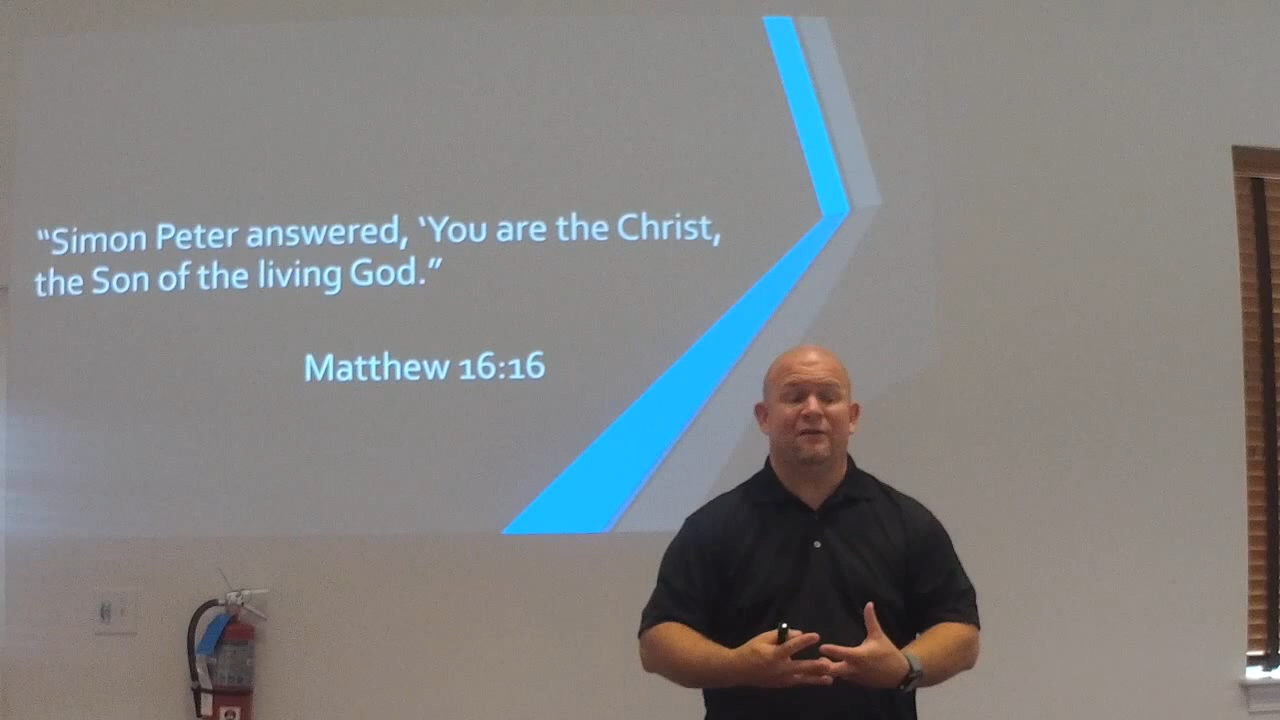 “Simon Peter answered, ‘You are the Christ,
the Son of the living God.”
Matthew 16:16